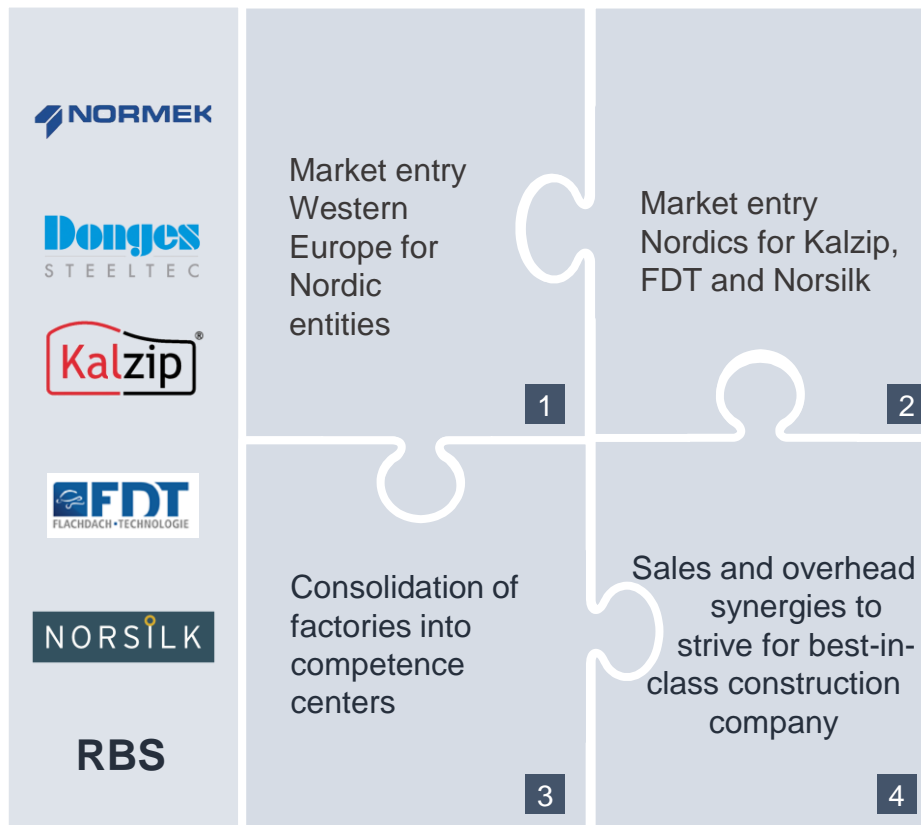 NORMEK
Donges
STEELTEC
Kalzip®
FDT
FLACHDACH•TECHNOLOGIE
NORSILK
RBS
Market entry
Western
Europe for
Nordic
entities
1
Market entry
Nordics for Kalzip,
FDT and Norsilk
2
Consolidation of
factories into
competence
centers
3
Sales and overhead
synergies to
strive for best-in-
class construction
company
4